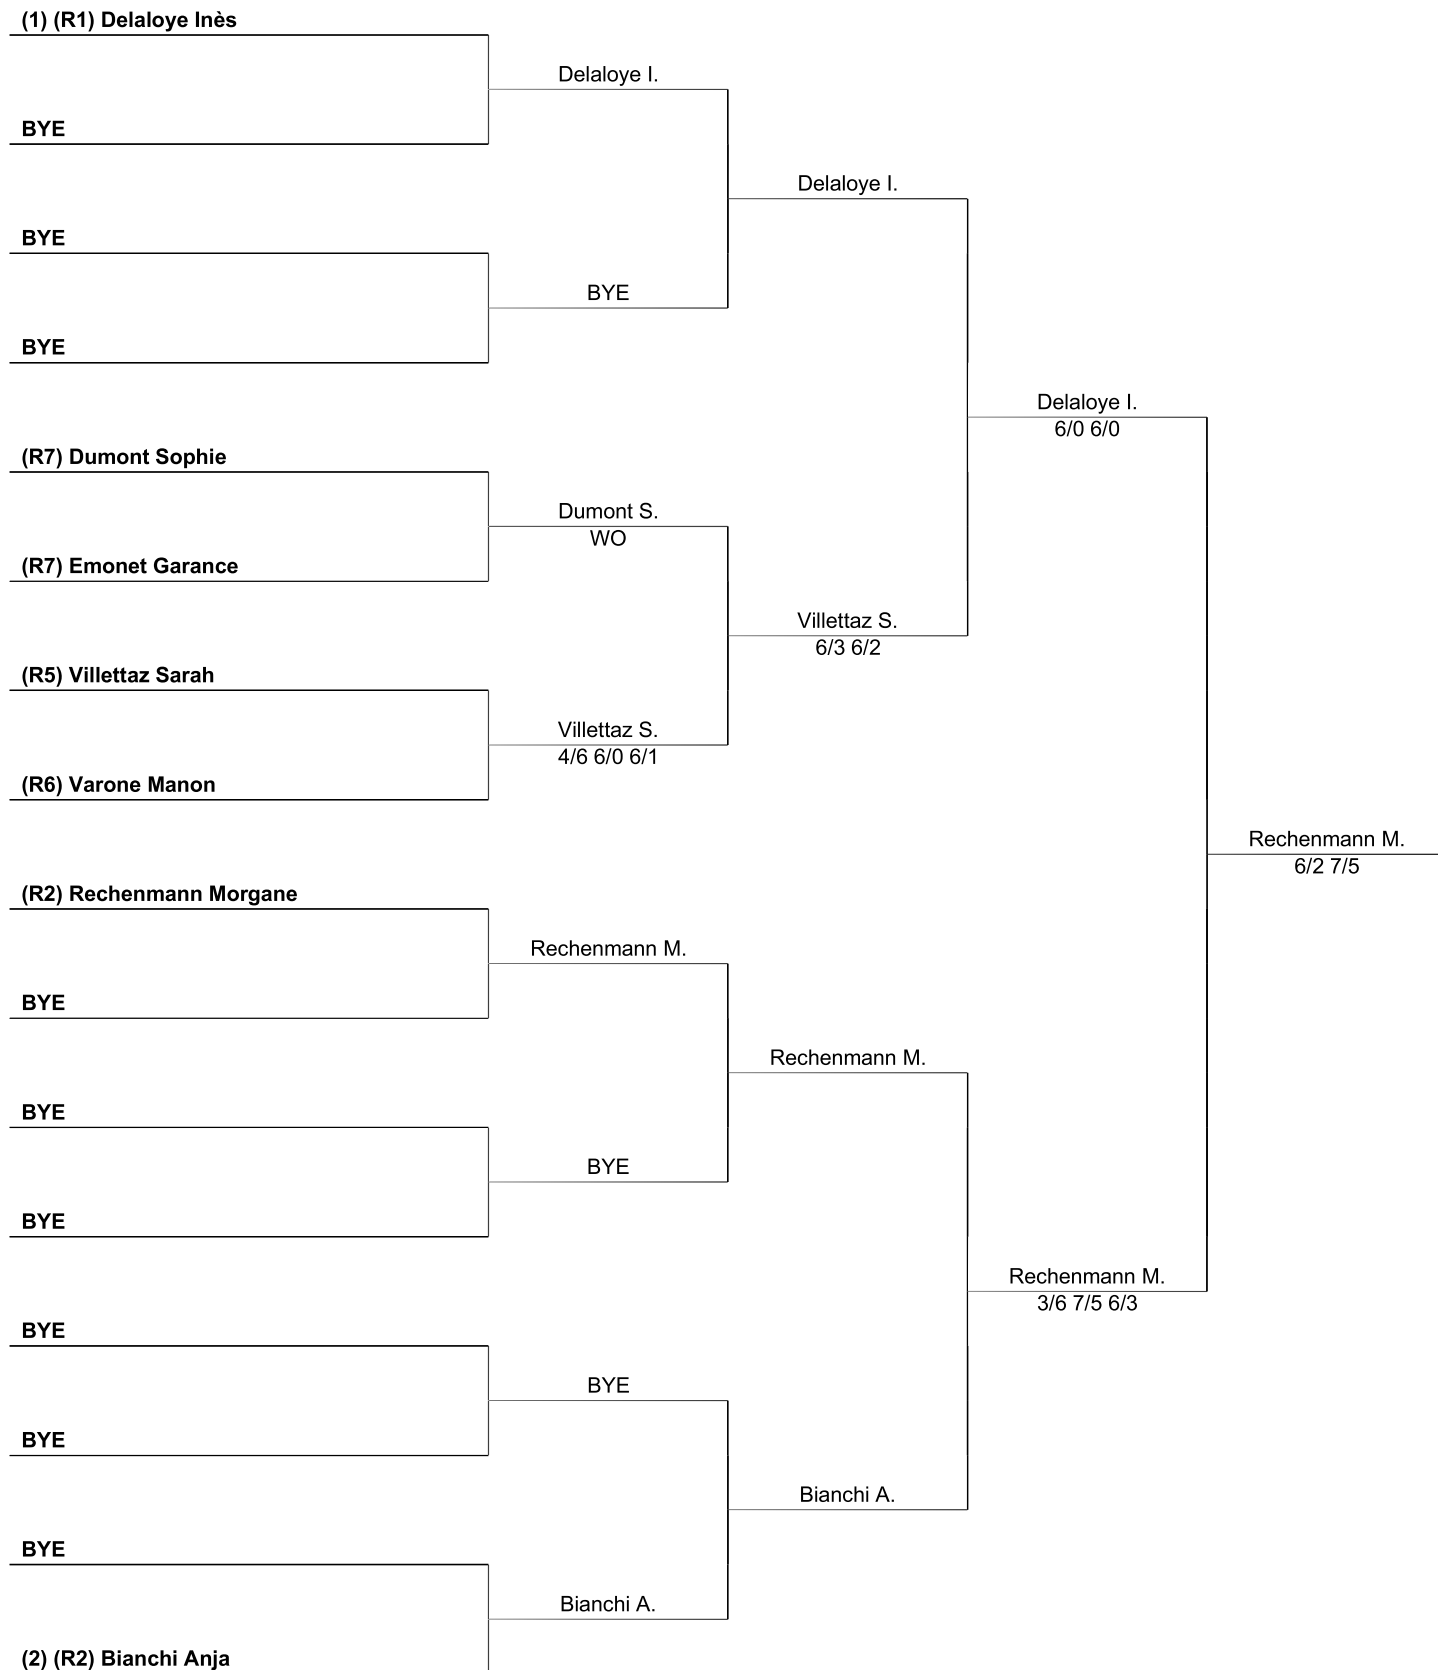 (1) (R1) Delaloye Inès
Delaloye I.
BYE
Delaloye I.
BYE
BYE
BYE
Delaloye I.
6/0 6/0
(R7) Dumont Sophie
Dumont S.
WO
(R7) Emonet Garance
Villettaz S.
6/3 6/2
(R5) Villettaz Sarah
Villettaz S.
4/6 6/0 6/1
(R6) Varone Manon
Rechenmann M.
6/2 7/5
(R2) Rechenmann Morgane
Rechenmann M.
BYE
Rechenmann M.
BYE
BYE
BYE
Rechenmann M.
3/6 7/5 6/3
BYE
BYE
BYE
Bianchi A.
BYE
Bianchi A.
(2) (R2) Bianchi Anja